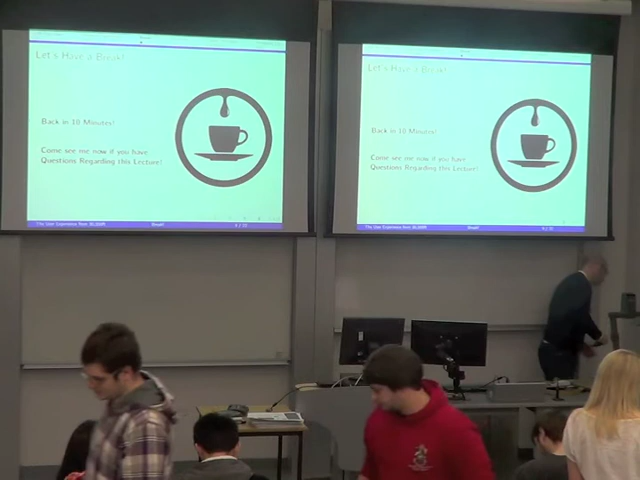 Let's Have a Break!
Back in 10 Minutes!
Come see me now if you have
Questions Regarding this Lecture!
Let's Have a Break!
Back in 10 Minutes!
Come see me now if you have
Questions Regarding this Lecture!